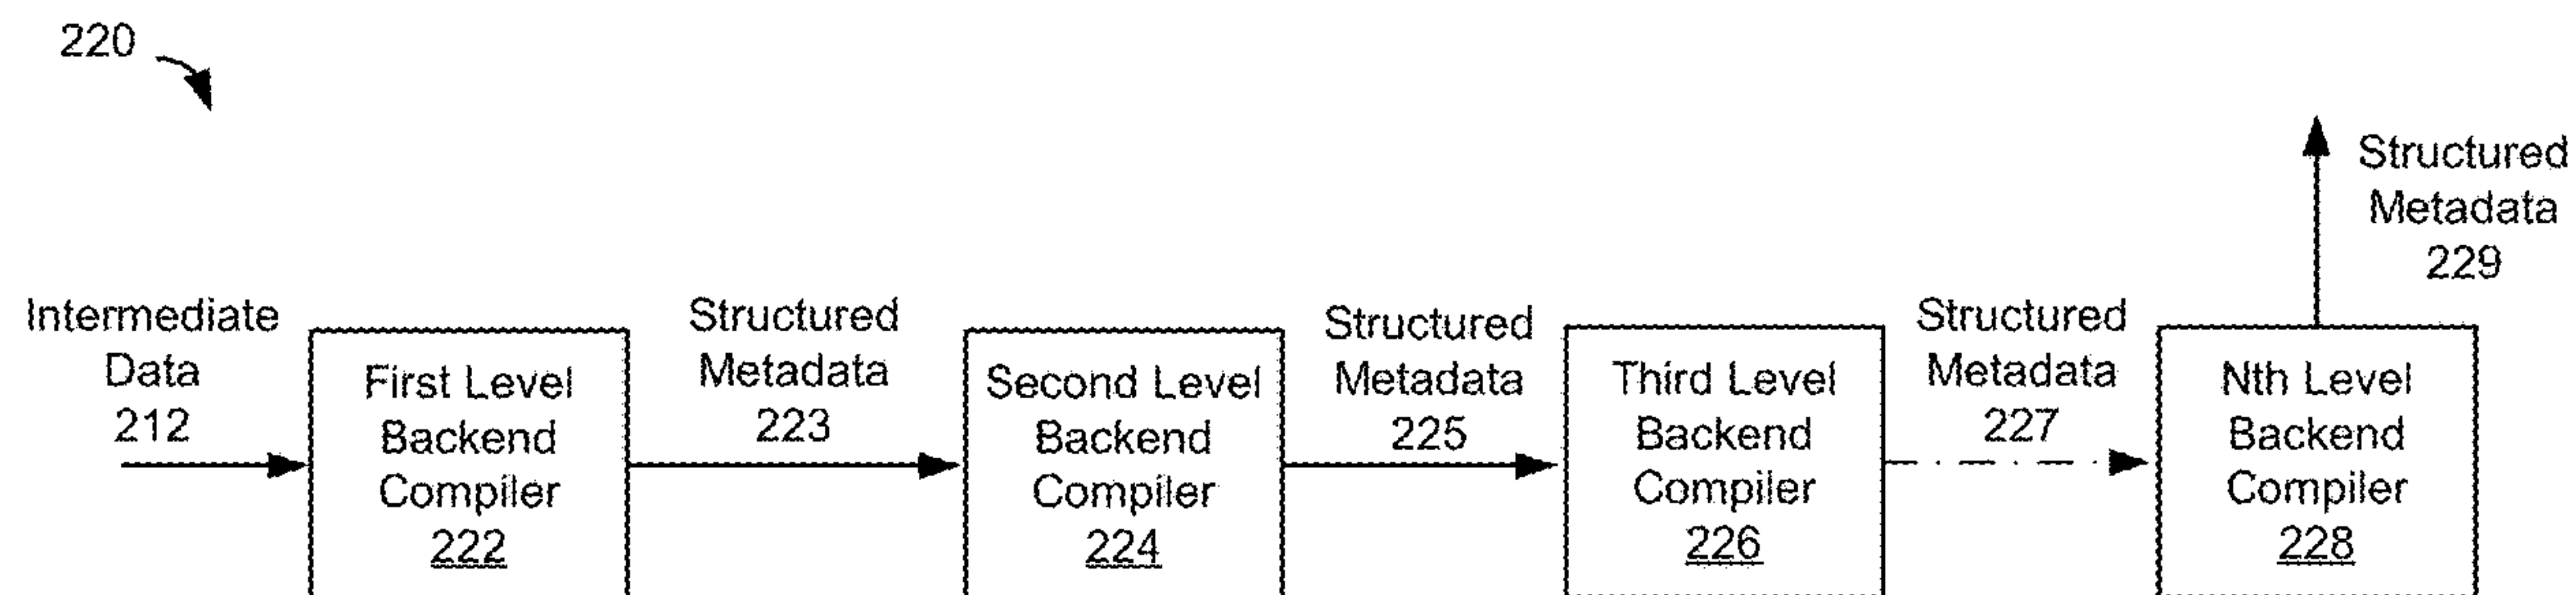 220
Structured
Metadata
229
Intermediate
Data
212
First Level
Backend
Compiler
222
Structured
Metadata
223
Second Level
Backend
Compiler
224
Structured
Metadata
225
Third Level
Backend
Compiler
226
Structured
Metadata
227
Nth Level
Backend
Compiler
228